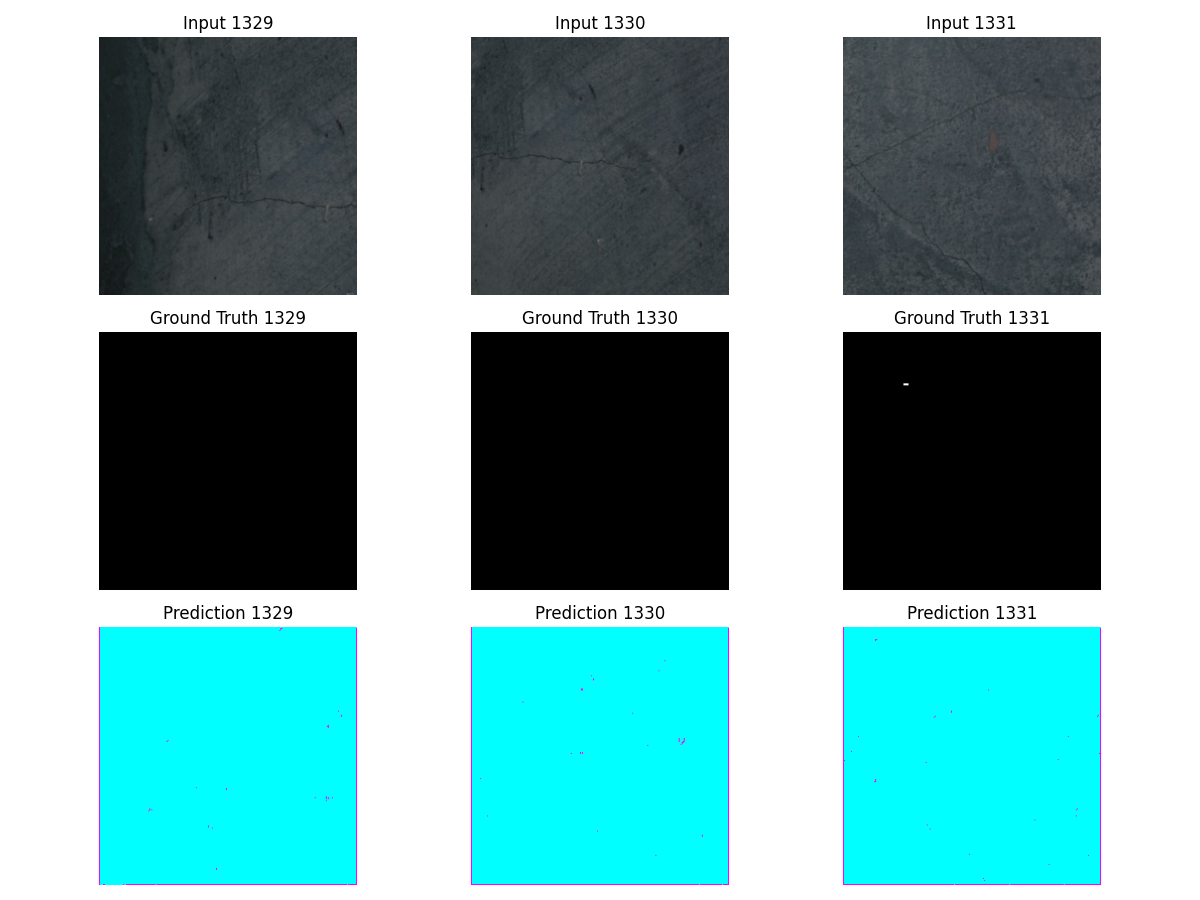 Input 1329
Input 1330
Input 1331
Ground Truth 1329
Ground Truth 1330
Ground Truth 1331
Prediction 1329
Prediction 1330
Prediction 1331